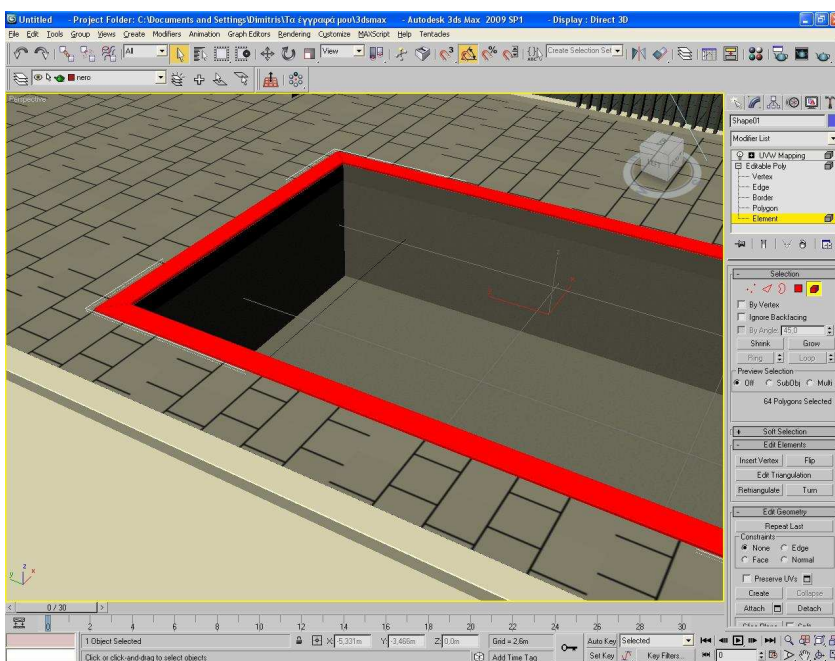 Untitled - Project Folder: C:\Documents and Settings\Dimitris\Τα έγγραφά μου\3dsmax - Autodesk 3ds Max 2009 SP1 - Display : Direct 3D
File Edit Tools Group Views Create Modifiers Animation Graph Editors Rendering Customize MAXScript Help Tentacles
All View Create Selection Set
nero
Perspective
Shape01
Modifier List
UVW Mapping
Editable Poly
Vertex
Edge
Border
Polygon
Element
Selection
By Vertex
Ignore Backfacing
By Angle: 45,0
Shrink Grow
Ring Loop
Preview Selection
Off SubObj Multi
64 Polygons Selected
Soft Selection
Edit Elements
Insert Vertex Flip
Edit Triangulation
Retriangulate Turn
Edit Geometry
Repeat Last
Constraints
None Edge
Face Normal
Preserve UVs
Create Collapse
Attach Detach
z
y x
0 / 30
0 2 4 6 8 10 12 14 16 18 20 22 24 26 28 30
1 Object Selected X: -5,331m Y: -3,466m Z: 0,0m Grid = 2,6m Auto Key Selected
Click or click-and-drag to select objects Add Time Tag Set Key Key Filters... 0